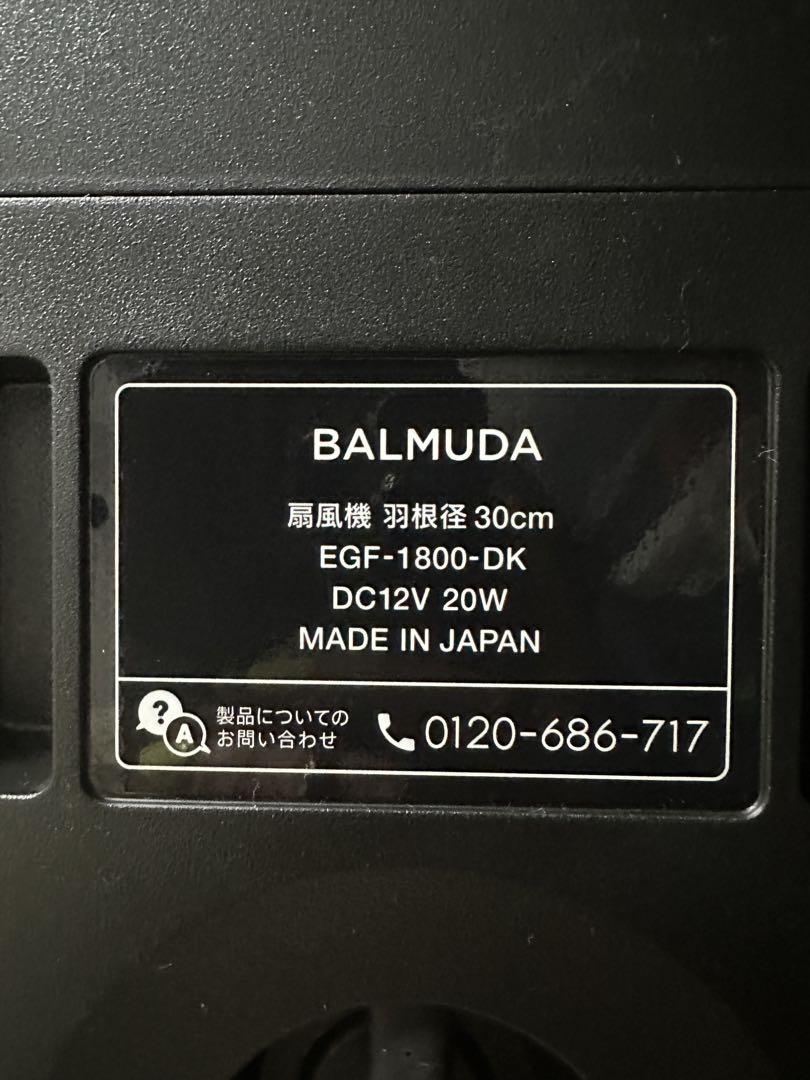 BALMUDA
扇風機 羽根径 30cm
EGF-1800-DK
DC12V 20W
MADE IN JAPAN
? A
製品についての
お問い合わせ
0120-686-717